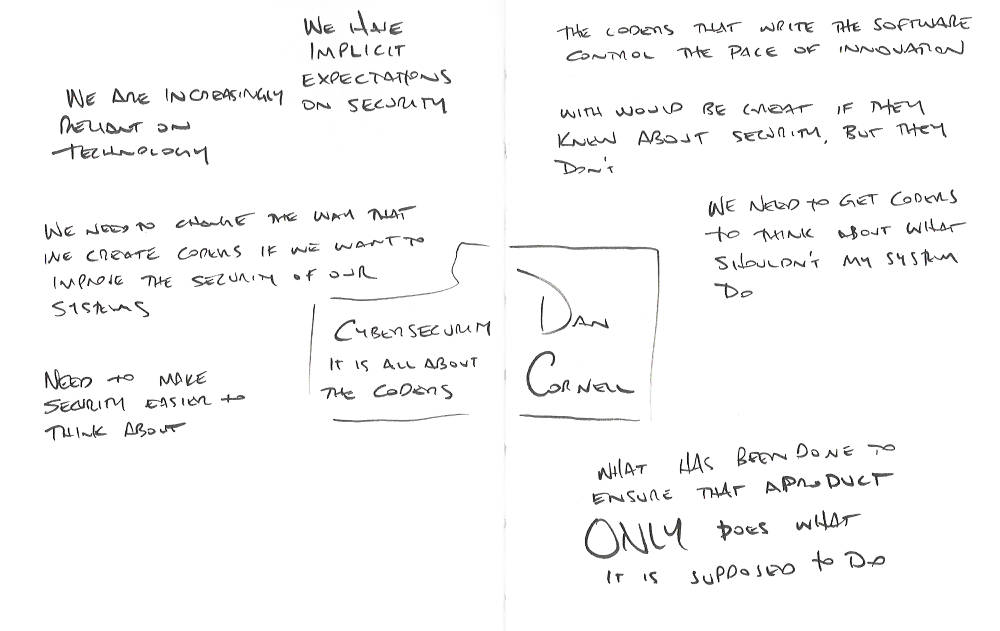 WE HAVE
IMPLICIT
EXPECTATIONS
ON SECURITY
WE ARE INCREASINGLY
RELIANT ON
TECHNOLOGY
WE NEED TO CHANGE THE WAY THAT
WE CREATE CODERS IF WE WANT TO
IMPROVE THE SECURITY OF OUR
SYSTEMS
CYBERSECURITY
IT IS ALL ABOUT
THE CODERS
NEED TO MAKE
SECURITY EASIER TO
THINK ABOUT
THE CODERS THAT WRITE THE SOFTWARE
CONTROL THE PACE OF INNOVATION
WITH WOULD BE GREAT IF THEY
KNEW ABOUT SECURITY, BUT THEY
DON'T
WE NEED TO GET CODERS
TO THINK ABOUT WHAT
SHOULDN'T MY SYSTEM
DO
DAN
CORNELL
WHAT HAS BEEN DONE TO
ENSURE THAT A PRODUCT
ONLY DOES WHAT
IT IS SUPPOSED TO DO